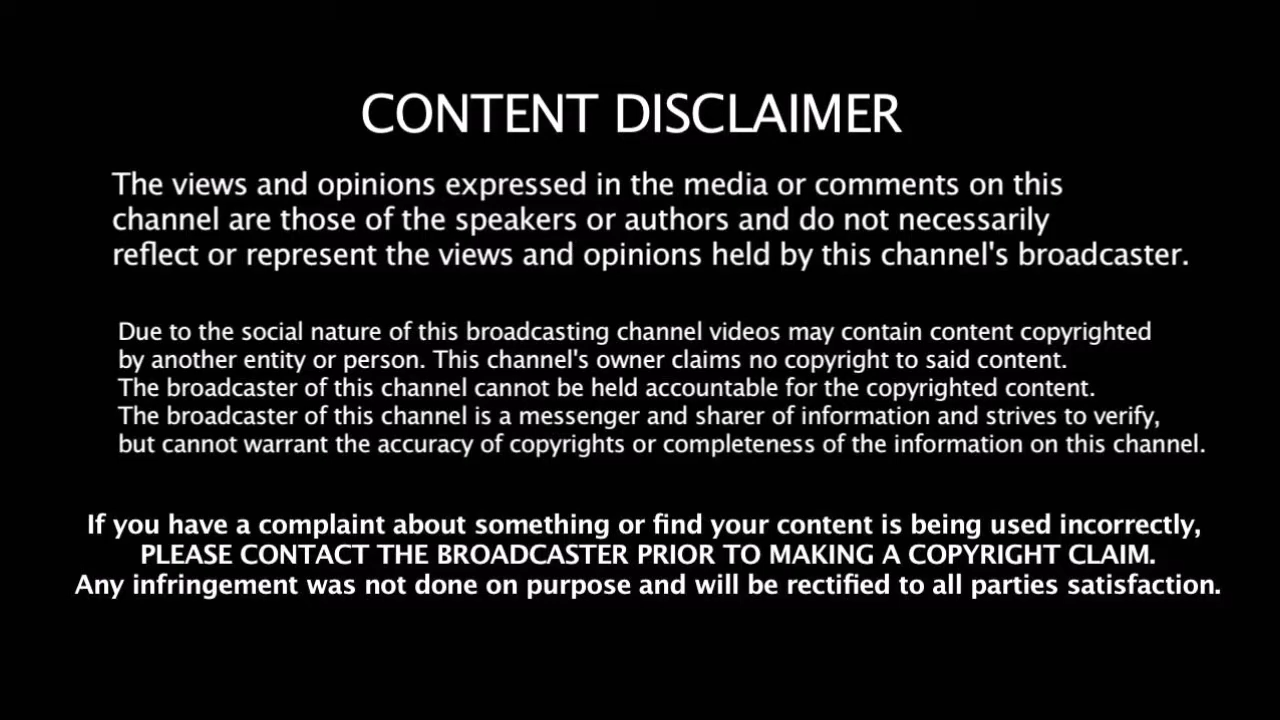 CONTENT DISCLAIMER
The views and opinions expressed in the media or comments on this
channel are those of the speakers or authors and do not necessarily
reflect or represent the views and opinions held by this channel's broadcaster.
Due to the social nature of this broadcasting channel videos may contain content copyrighted
by another entity or person. This channel's owner claims no copyright to said content.
The broadcaster of this channel cannot be held accountable for the copyrighted content.
The broadcaster of this channel is a messenger and sharer of information and strives to verify,
but cannot warrant the accuracy of copyrights or completeness of the information on this channel.
If you have a complaint about something or find your content is being used incorrectly,
PLEASE CONTACT THE BROADCASTER PRIOR TO MAKING A COPYRIGHT CLAIM.
Any infringement was not done on purpose and will be rectified to all parties satisfaction.